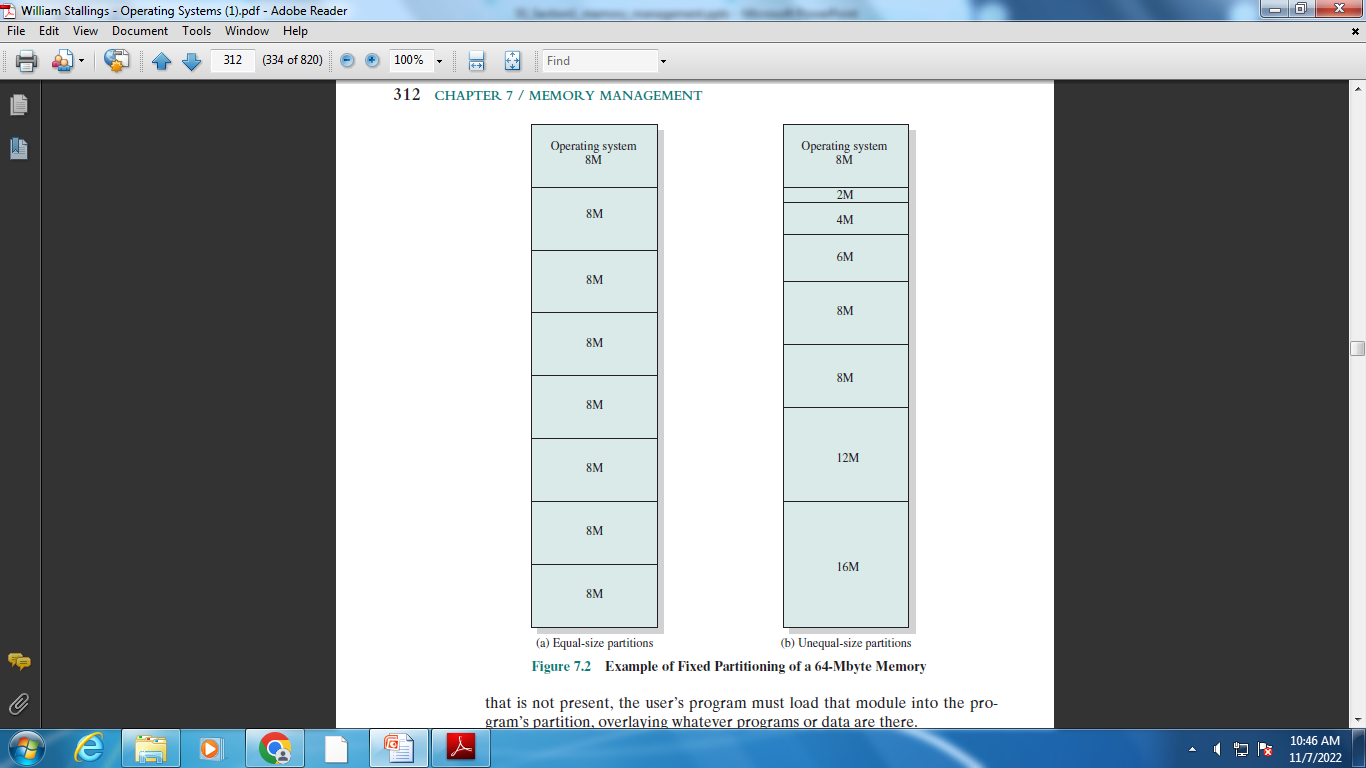 William Stallings - Operating Systems (1).pdf - Adobe Reader
File Edit View Document Tools Window Help
312 (334 of 820) 100% Find
312 CHAPTER 7 / MEMORY MANAGEMENT
Operating system
8M
8M
8M
8M
8M
8M
8M
8M
(a) Equal-size partitions
Operating system
8M
2M
4M
6M
8M
8M
12M
16M
(b) Unequal-size partitions
Figure 7.2 Example of Fixed Partitioning of a 64-Mbyte Memory
that is not present, the user's program must load that module into the pro-
gram's partition, overlaying whatever programs or data are there.
10:46 AM
11/7/2022